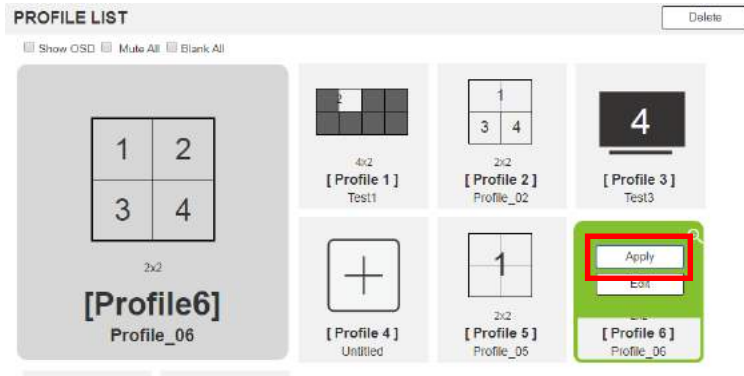 PROFILE LIST
Delete
Show OSD Mute All Blank All
1 2
3 4
2x2
[Profile6]
Profile_06
2
4x2
[ Profile 1 ]
Test1
1
3 4
2x2
[ Profile 2 ]
Profile_02
4
[ Profile 3 ]
Test3
[ Profile 4 ]
Untitled
1
2x2
[ Profile 5 ]
Profile_05
Apply
Edit
2x2
[ Profile 6 ]
Profile_06